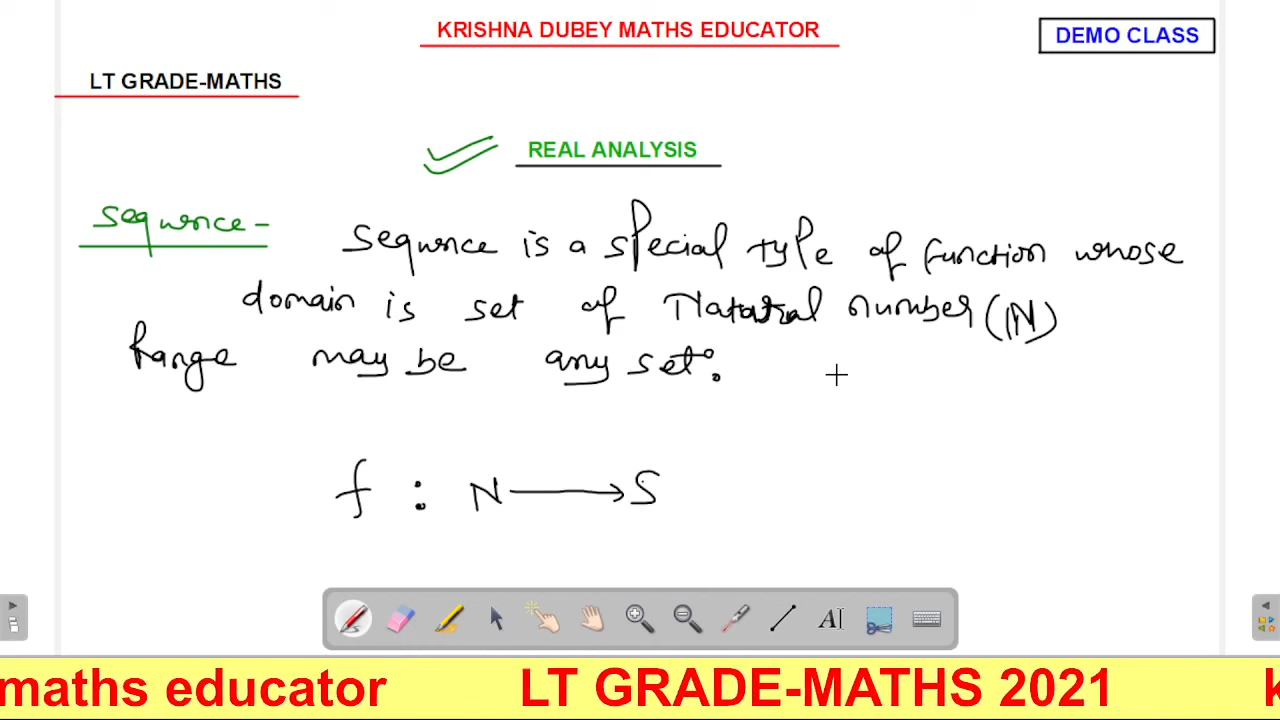 KRISHNA DUBEY MATHS EDUCATOR
DEMO CLASS
LT GRADE-MATHS
REAL ANALYSIS
Sequence -
Sequence is a special type of function whose
domain is set of Natural number (N)
Range may be any set.
f : N → S
AI
maths educator LT GRADE-MATHS 2021 k